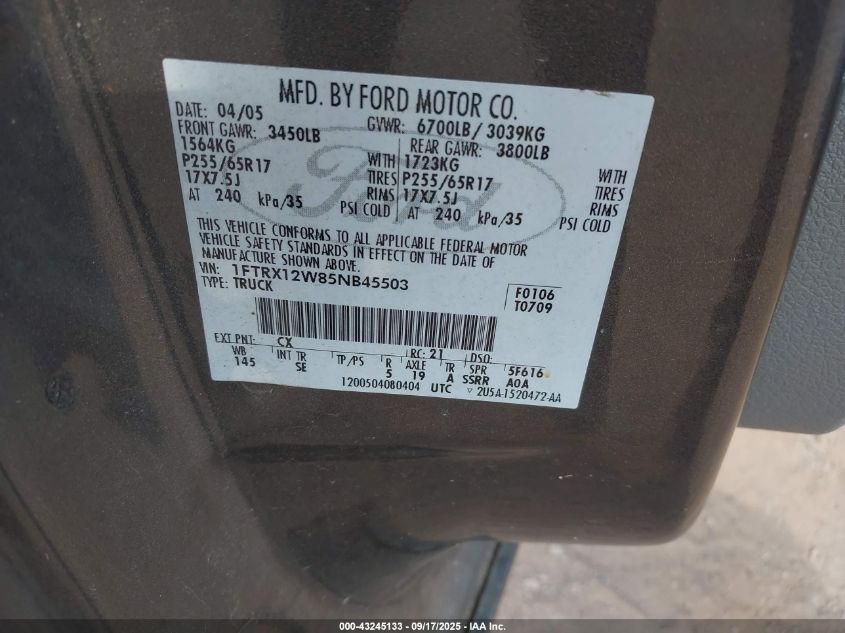 MFD. BY FORD MOTOR CO.
DATE: 04/05 GVWR: 6700LB/ 3039KG
FRONT GAWR: 3450LB REAR GAWR: 3800LB
1564KG WITH 1723KG WITH
P255/65R17 TIRES P255/65R17 TIRES
17X7.5J RIMS 17X7.5J RIMS
AT 240 kPa/35 PSI COLD AT 240 kPa/35 PSI COLD
Ford
THIS VEHICLE CONFORMS TO ALL APPLICABLE FEDERAL MOTOR
VEHICLE SAFETY STANDARDS IN EFFECT ON THE DATE OF
MANUFACTURE SHOWN ABOVE.
VIN: 1FTRX12W85NB45503 F0106
TYPE: TRUCK T0709
EXT PNT: CX RC: 21 DSO:
WB INT TR TP/PS R AXLE TR SPR 5F616
145 SE 5 19 A SSRR AOA
1200504080404 UTC ▽ 2U5A-1520472-AA
000-43245133 - 09/17/2025 - IAA, Inc.